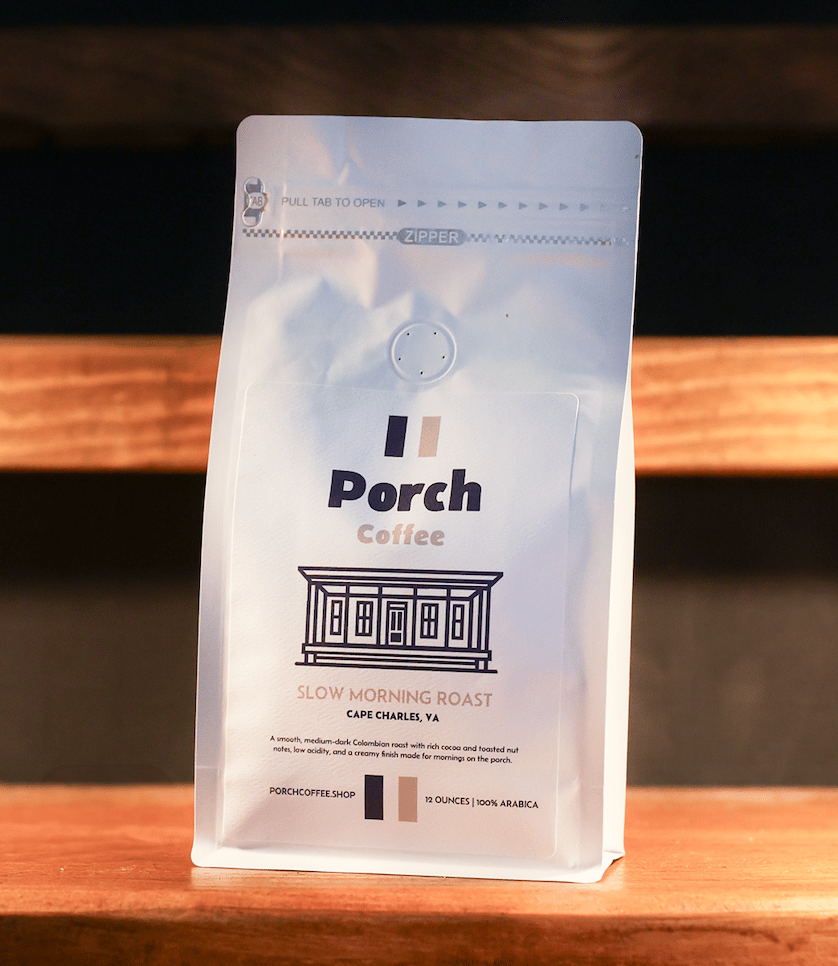 TAB PULL TAB TO OPEN
ZIPPER
Porch
Coffee
SLOW MORNING ROAST
CAPE CHARLES, VA
A smooth, medium-dark Colombian roast with rich cocoa and toasted nut
notes, low acidity, and a creamy finish made for mornings on the porch.
PORCHCOFFEE.SHOP
12 OUNCES | 100% ARABICA